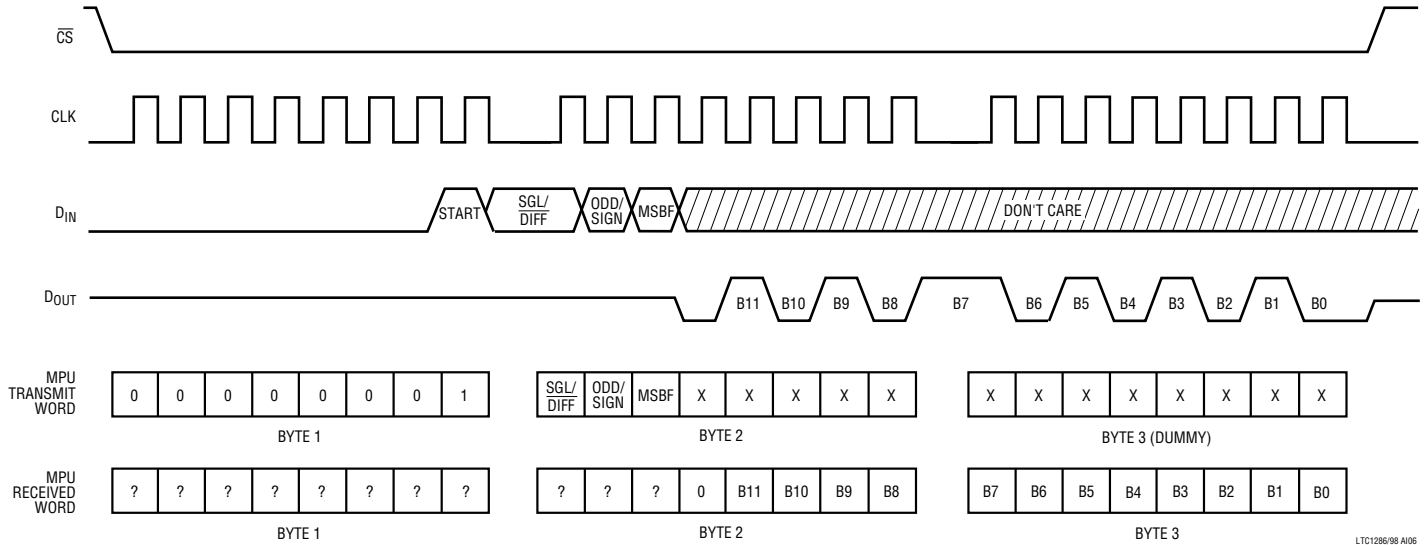 CS
CLK
DIN
START SGL/ DIFF ODD/ SIGN MSBF DON'T CARE
DOUT
B11 B10 B9 B8 B7 B6 B5 B4 B3 B2 B1 B0
MPU
TRANSMIT
WORD
0 0 0 0 0 0 0 1
SGL/ DIFF ODD/ SIGN MSBF X X X X X
X X X X X X X X
BYTE 1
BYTE 2
BYTE 3 (DUMMY)
MPU
RECEIVED
WORD
? ? ? ? ? ? ? ?
? ? ? 0 B11 B10 B9 B8
B7 B6 B5 B4 B3 B2 B1 B0
BYTE 1
BYTE 2
BYTE 3
LTC1286/98 AI06